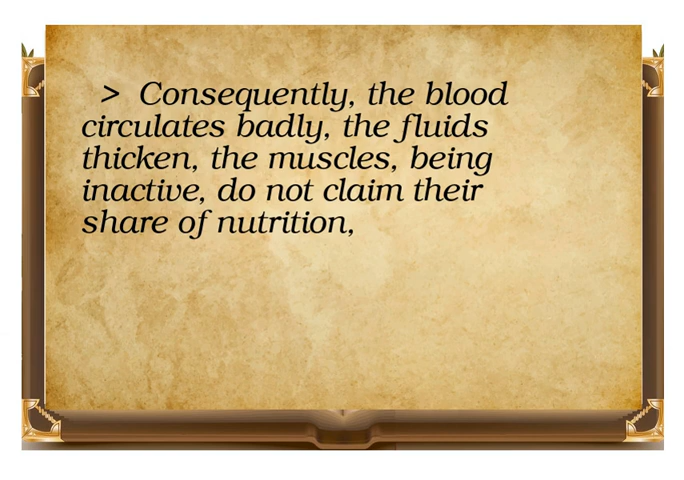 > Consequently, the blood
circulates badly, the fluids
thicken, the muscles, being
inactive, do not claim their
share of nutrition,